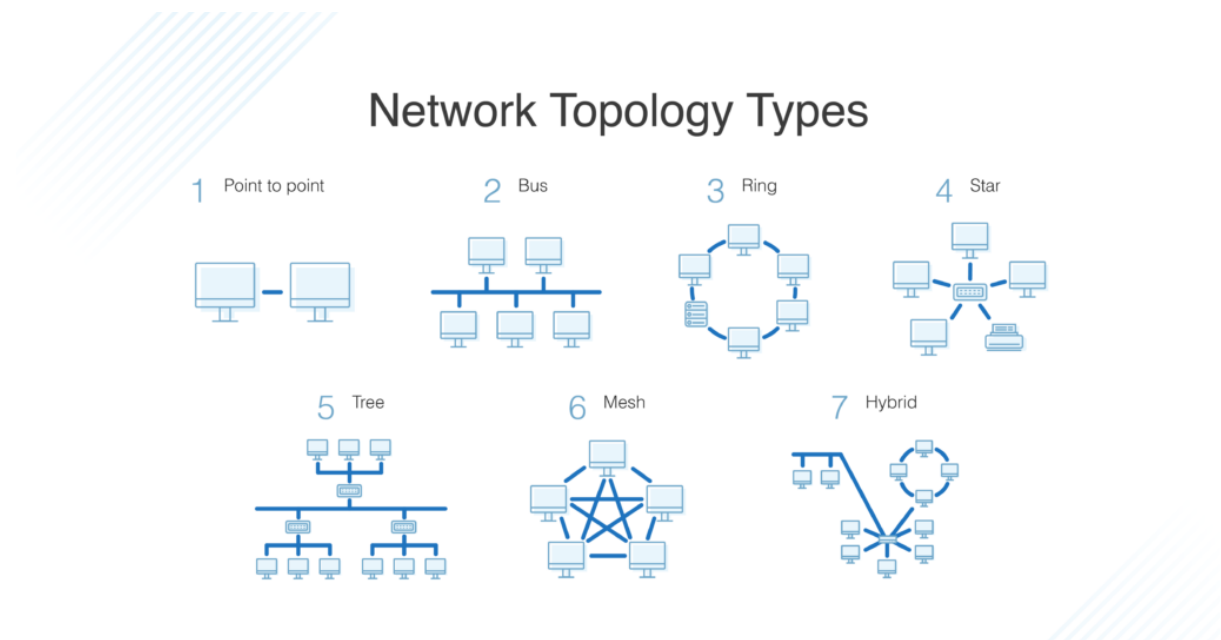 Network Topology Types
1 Point to point
2 Bus
3 Ring
4 Star
5 Tree
6 Mesh
7 Hybrid